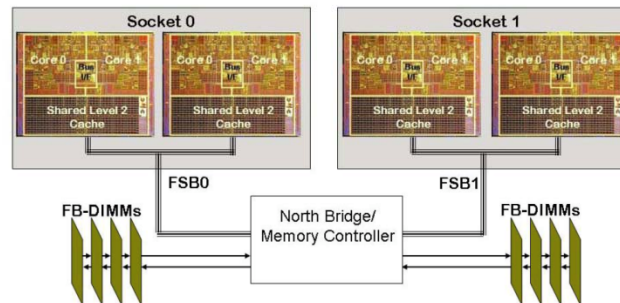 Socket 0
Socket 1
Core 0
Core 1
Bus
I/F
Shared Level 2
Cache
Core 0
Core 1
Bus
I/F
Shared Level 2
Cache
Core 0
Core 1
Bus
I/F
Shared Level 2
Cache
Core 0
Core 1
Bus
I/F
Shared Level 2
Cache
FSB0
FSB1
FB-DIMMs
North Bridge/
Memory Controller
FB-DIMMs